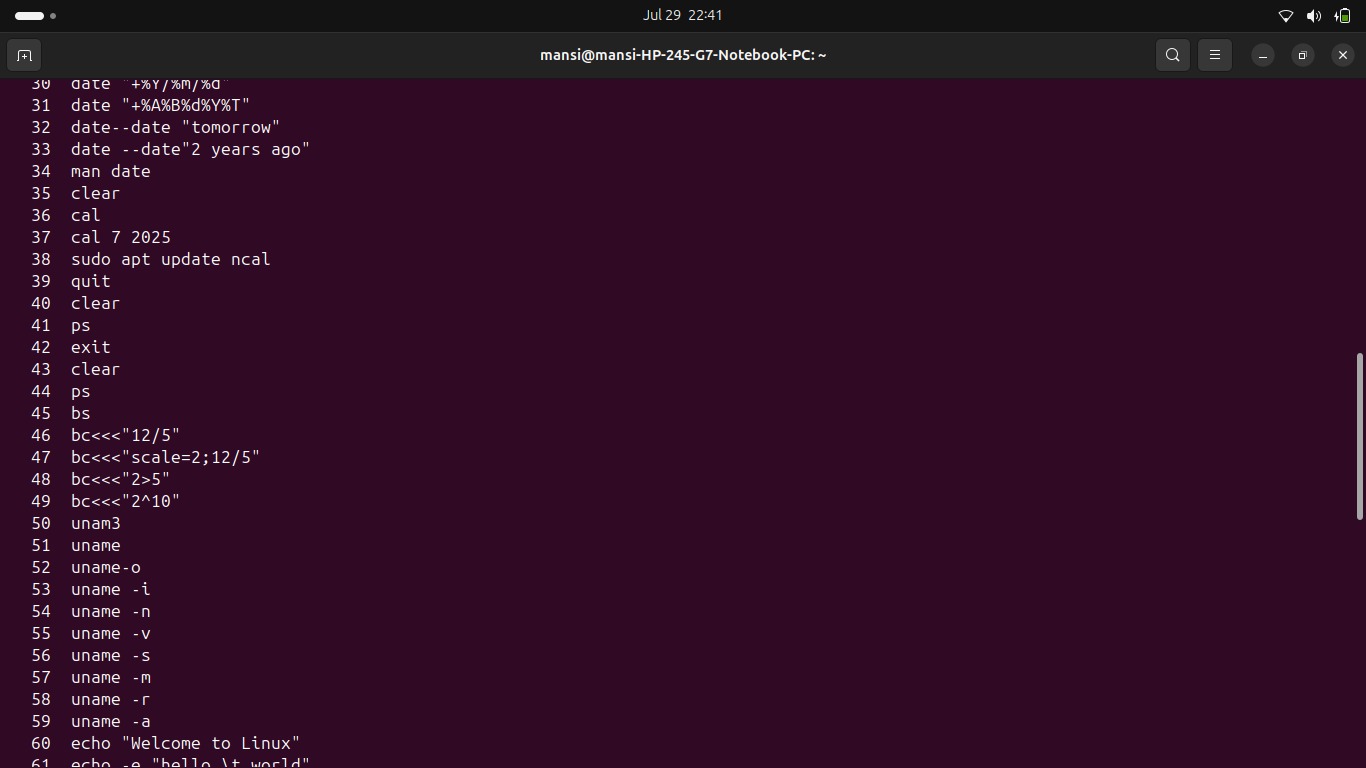 Jul 29 22:41
mansi@mansi-HP-245-G7-Notebook-PC: ~
30 date "+%Y/%m/%d"
31 date "+%A%B%d%Y%T"
32 date--date "tomorrow"
33 date --date"2 years ago"
34 man date
35 clear
36 cal
37 cal 7 2025
38 sudo apt update ncal
39 quit
40 clear
41 ps
42 exit
43 clear
44 ps
45 bs
46 bc<<<"12/5"
47 bc<<<"scale=2;12/5"
48 bc<<<"2>5"
49 bc<<<"2^10"
50 unam3
51 uname
52 uname-o
53 uname -i
54 uname -n
55 uname -v
56 uname -s
57 uname -m
58 uname -r
59 uname -a
60 echo "Welcome to Linux"
61 echo -e "hello \t world"